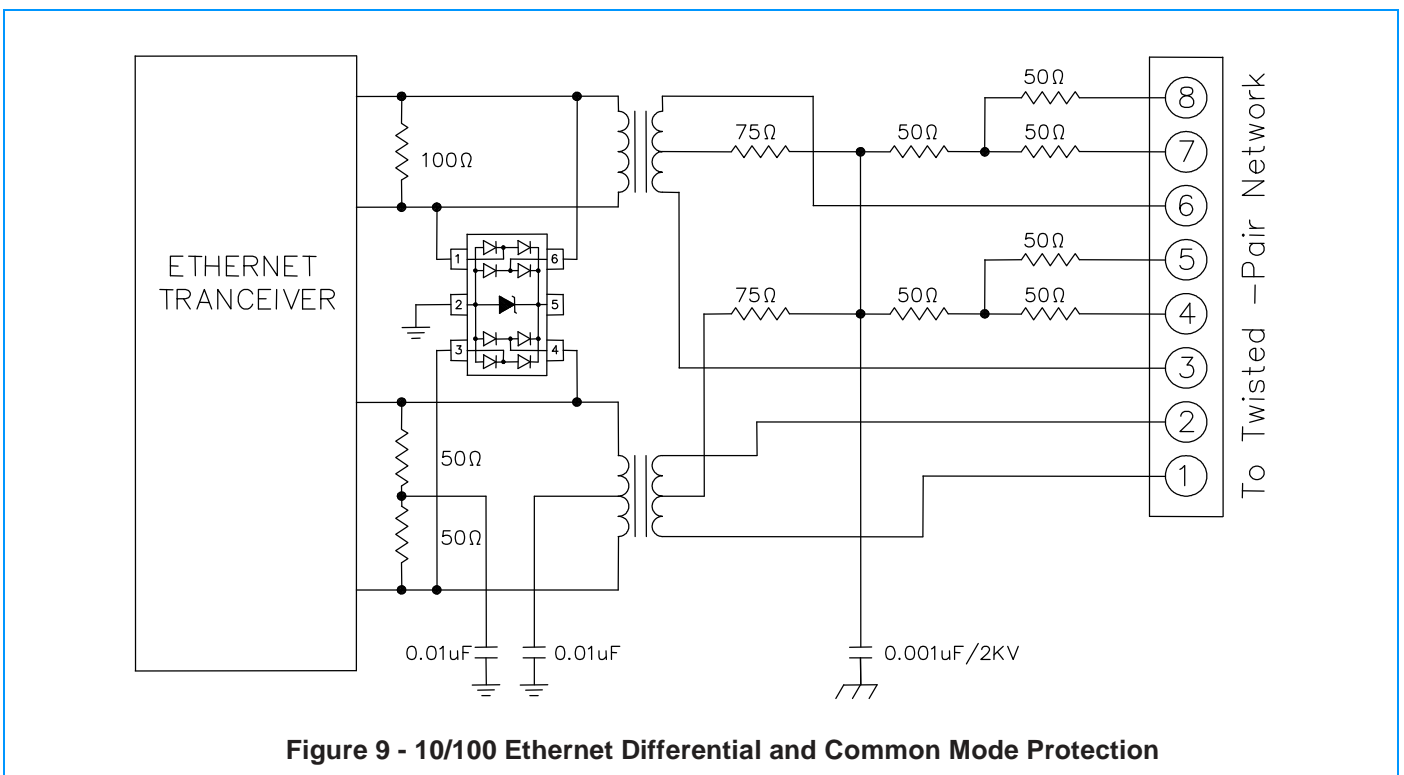 50Ω
8
75Ω
50Ω
50Ω
7
100Ω
6
1
6
50Ω
5
ETHERNET
TRANCEIVER
2
5
75Ω
50Ω
50Ω
4
3
4
3
2
50Ω
1
50Ω
To Twisted -Pair Network
0.01uF
0.01uF
0.001uF/2KV
Figure 9 - 10/100 Ethernet Differential and Common Mode Protection